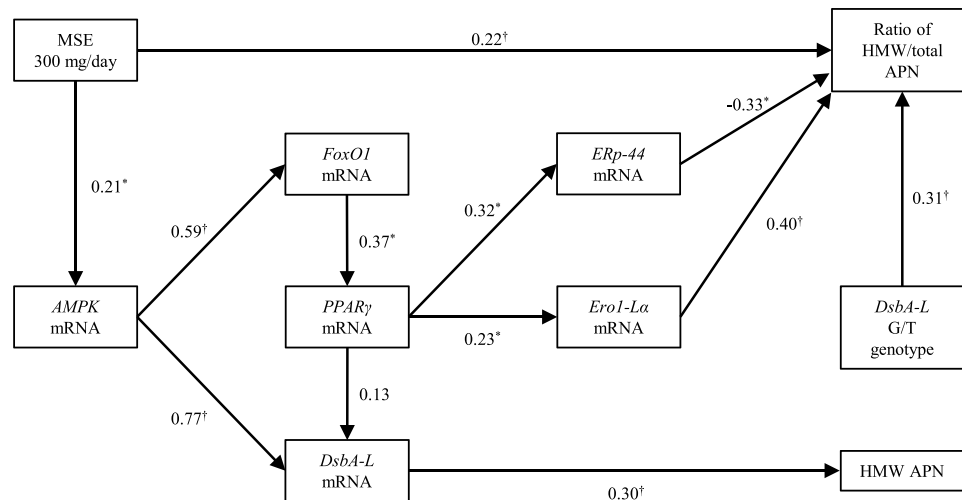 MSE
300 mg/day
0.22†
Ratio of
HMW/total
APN
-0.33*
FoxO1
mRNA
ERp-44
mRNA
0.21*
0.59†
0.37*
0.32*
0.40†
0.31†
AMPK
mRNA
PPARγ
mRNA
0.23*
Ero1-Lα
mRNA
DsbA-L
G/T
genotype
0.77†
0.13
DsbA-L
mRNA
0.30†
HMW APN